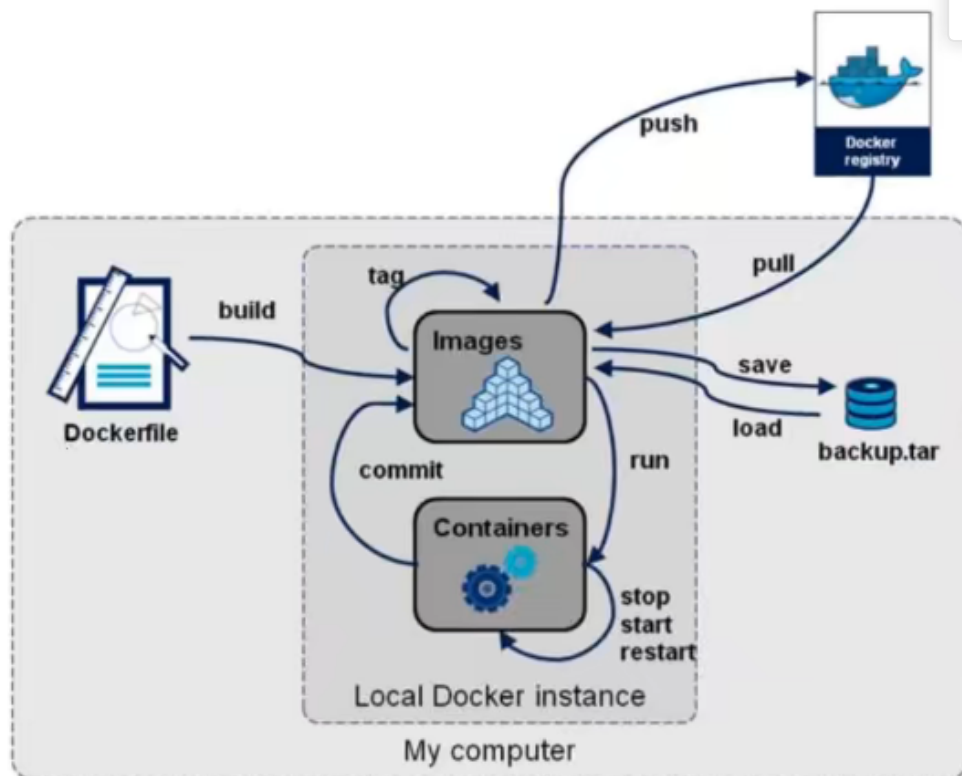 push
Docker
registry
pull
tag
build
Images
save
load
backup.tar
Dockerfile
commit
run
Containers
stop
start
restart
Local Docker instance
My computer